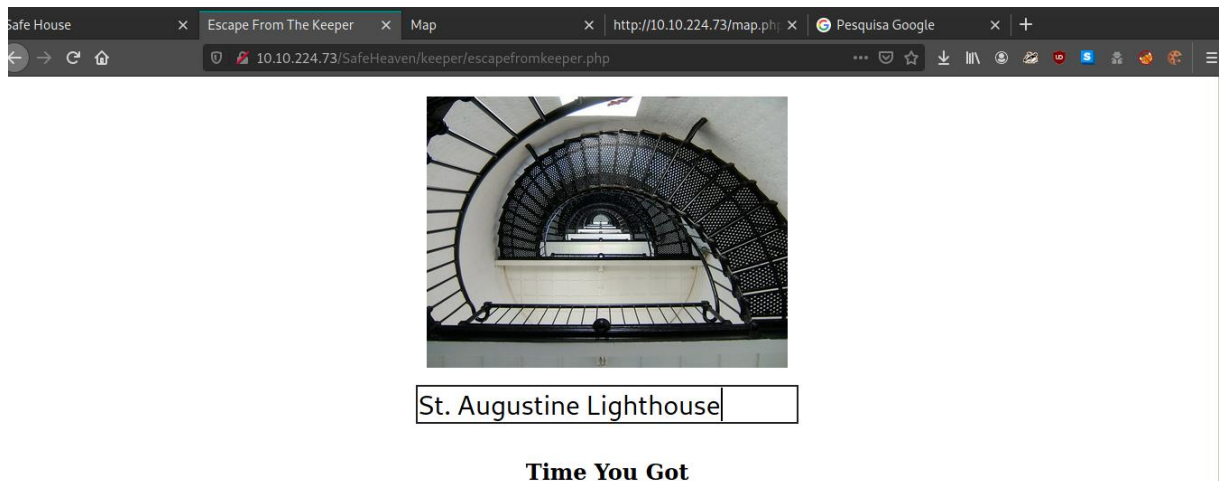 Safe House
Escape From The Keeper
Map
http://10.10.224.73/map.ph
Pesquisa Google
10.10.224.73/SafeHeaven/keeper/escapefromkeeper.php
St. Augustine Lighthouse
Time You Got